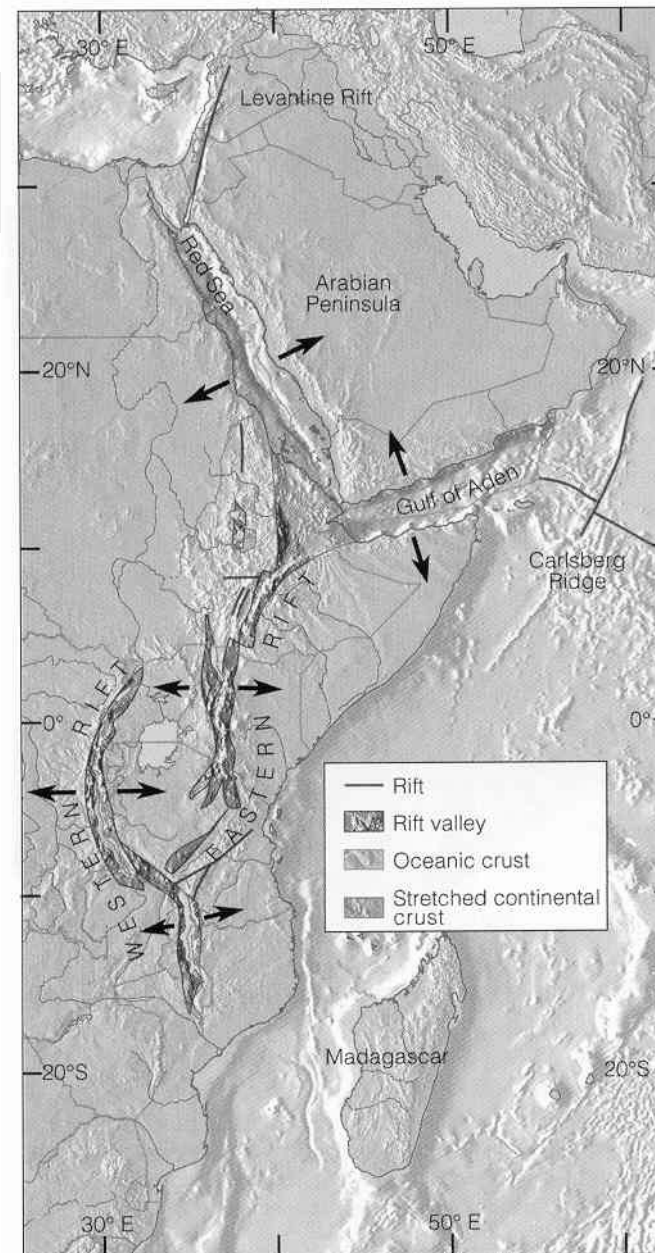 30° E
50° E
Levantine Rift
Red Sea
Arabian
Peninsula
20°N
20°N
Gulf of Aden
Carlsberg
Ridge
EASTERN RIFT
WESTERN RIFT
0°
0°
Rift
Rift valley
Oceanic crust
Stretched continental
crust
Madagascar
20°S
20°S
30° E
50° E